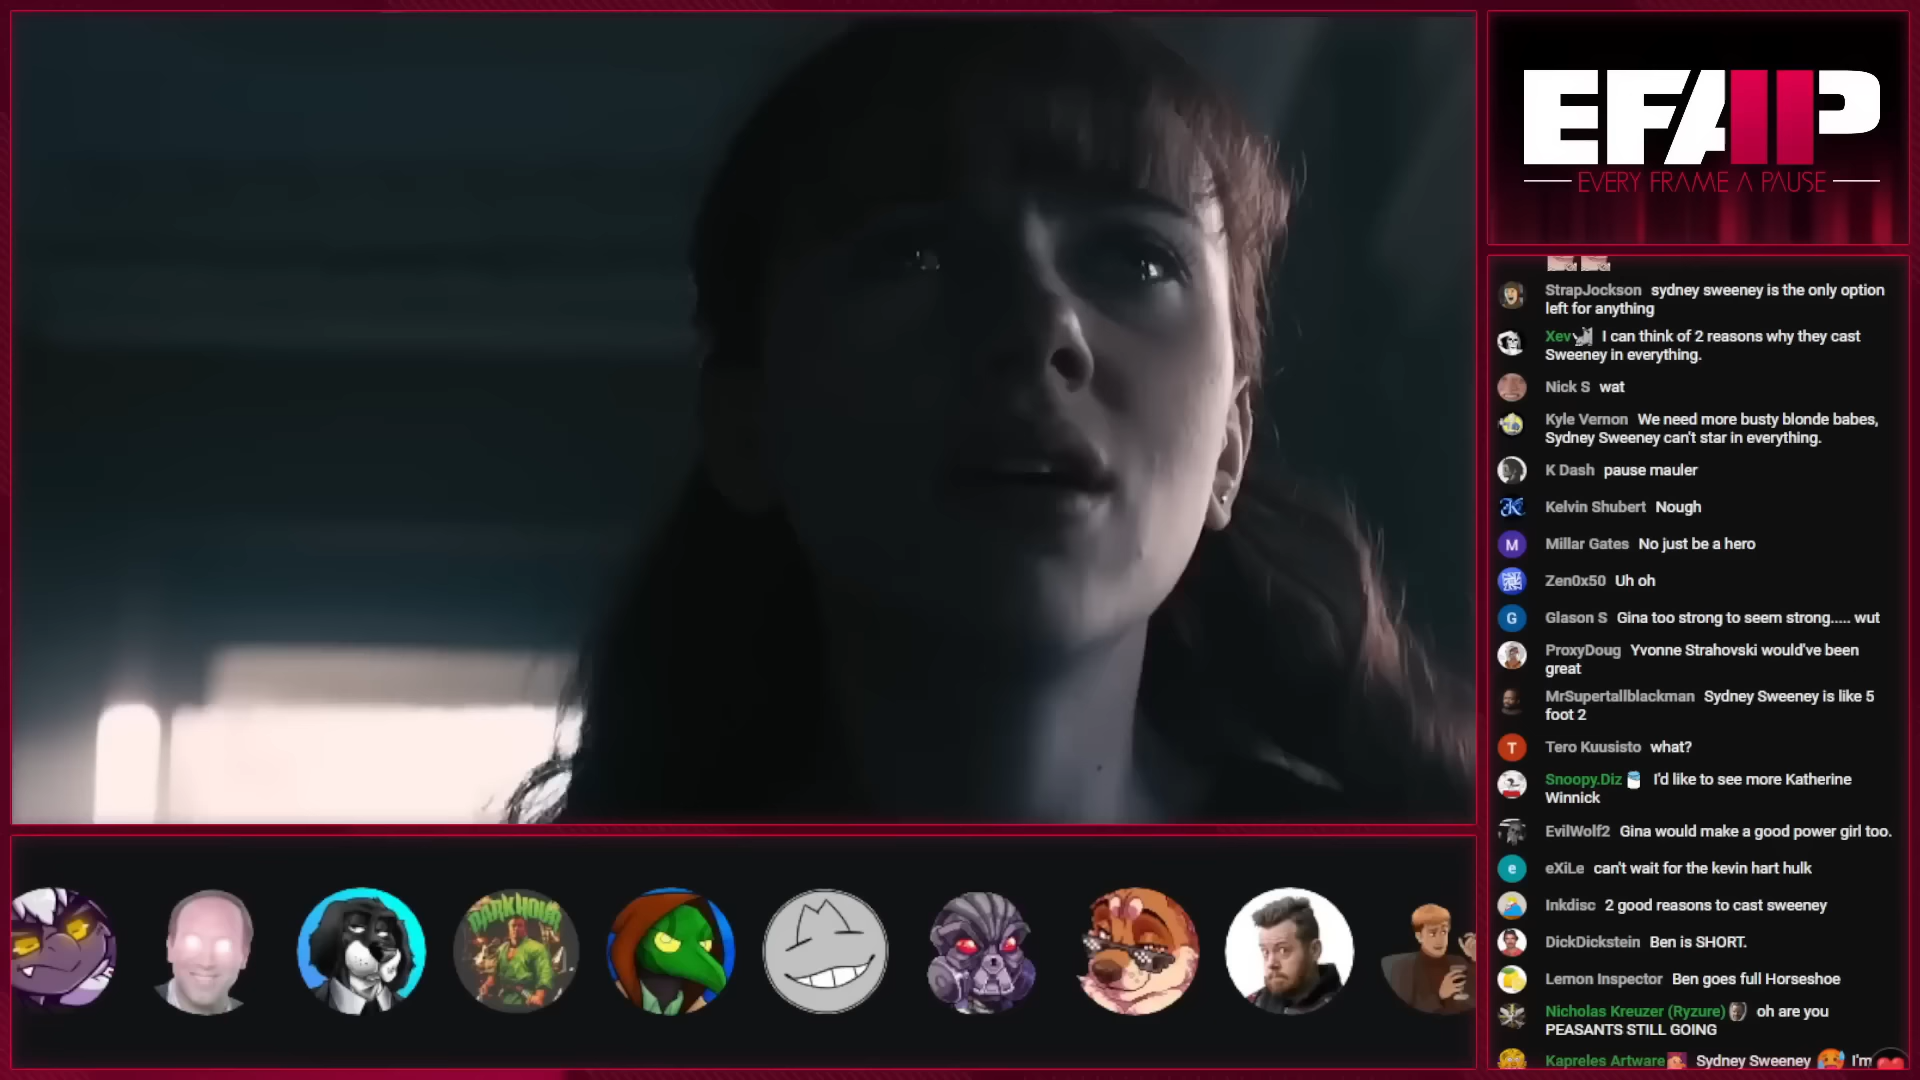 EFAP
EVERY FRAME A PAUSE
StrapJockson sydney sweeney is the only option
left for anything
Xev I can think of 2 reasons why they cast
Sweeney in everything.
Nick S wat
Kyle Vernon We need more busty blonde babes,
Sydney Sweeney can't star in everything.
K Dash pause mauler
Kelvin Shubert Nough
M
Millar Gates No just be a hero
Zen0x50 Uh oh
G
Glason S Gina too strong to seem strong..... wut
ProxyDoug Yvonne Strahovski would've been
great
MrSupertallblackman Sydney Sweeney is like 5
foot 2
T
Tero Kuusisto what?
Snoopy.Diz I'd like to see more Katherine
Winnick
EvilWolf2 Gina would make a good power girl too.
e
eXiLe can't wait for the kevin hart hulk
Inkdisc 2 good reasons to cast sweeney
DickDickstein Ben is SHORT.
Lemon Inspector Ben goes full Horseshoe
Nicholas Kreuzer (Ryzure) oh are you
PEASANTS STILL GOING
Kapreles Artware Sydney Sweeney I'm
DARKHOUR